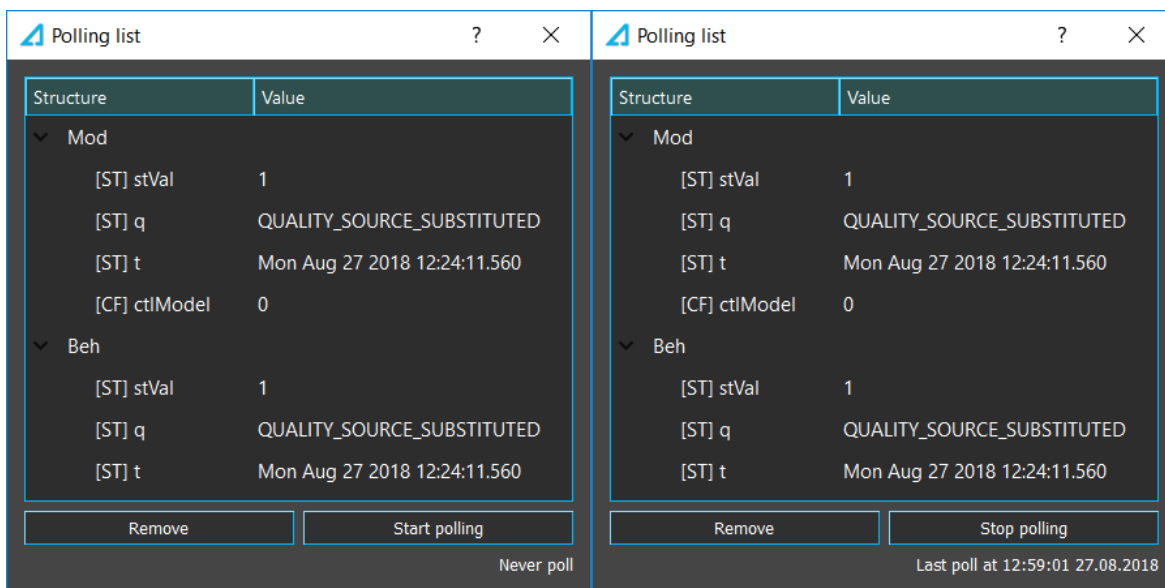 Polling list ?
Structure Value
Mod
[ST] stVal 1
[ST] q QUALITY_SOURCE_SUBSTITUTED
[ST] t Mon Aug 27 2018 12:24:11.560
[CF] ctlModel 0
Beh
[ST] stVal 1
[ST] q QUALITY_SOURCE_SUBSTITUTED
[ST] t Mon Aug 27 2018 12:24:11.560
Remove Start polling
Never poll
Polling list ?
Structure Value
Mod
[ST] stVal 1
[ST] q QUALITY_SOURCE_SUBSTITUTED
[ST] t Mon Aug 27 2018 12:24:11.560
[CF] ctlModel 0
Beh
[ST] stVal 1
[ST] q QUALITY_SOURCE_SUBSTITUTED
[ST] t Mon Aug 27 2018 12:24:11.560
Remove Stop polling
Last poll at 12:59:01 27.08.2018